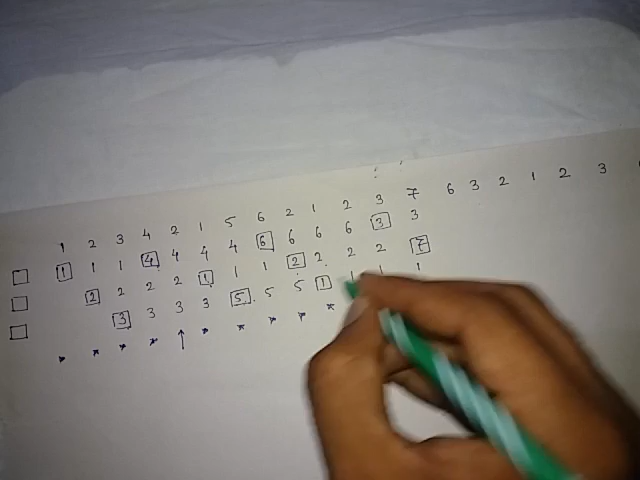 1 2 3 4 2 1 5 6 2 1 2 3 7 6 3 2 1 2 3
1 1 1 4 4 4 4 6 6 6 6 3 3
2 2 2 1 1 1 2 2 2 2 7
3 3 3 3 5 5 5 1 1 1 1
* * * * ↑ * * * * *